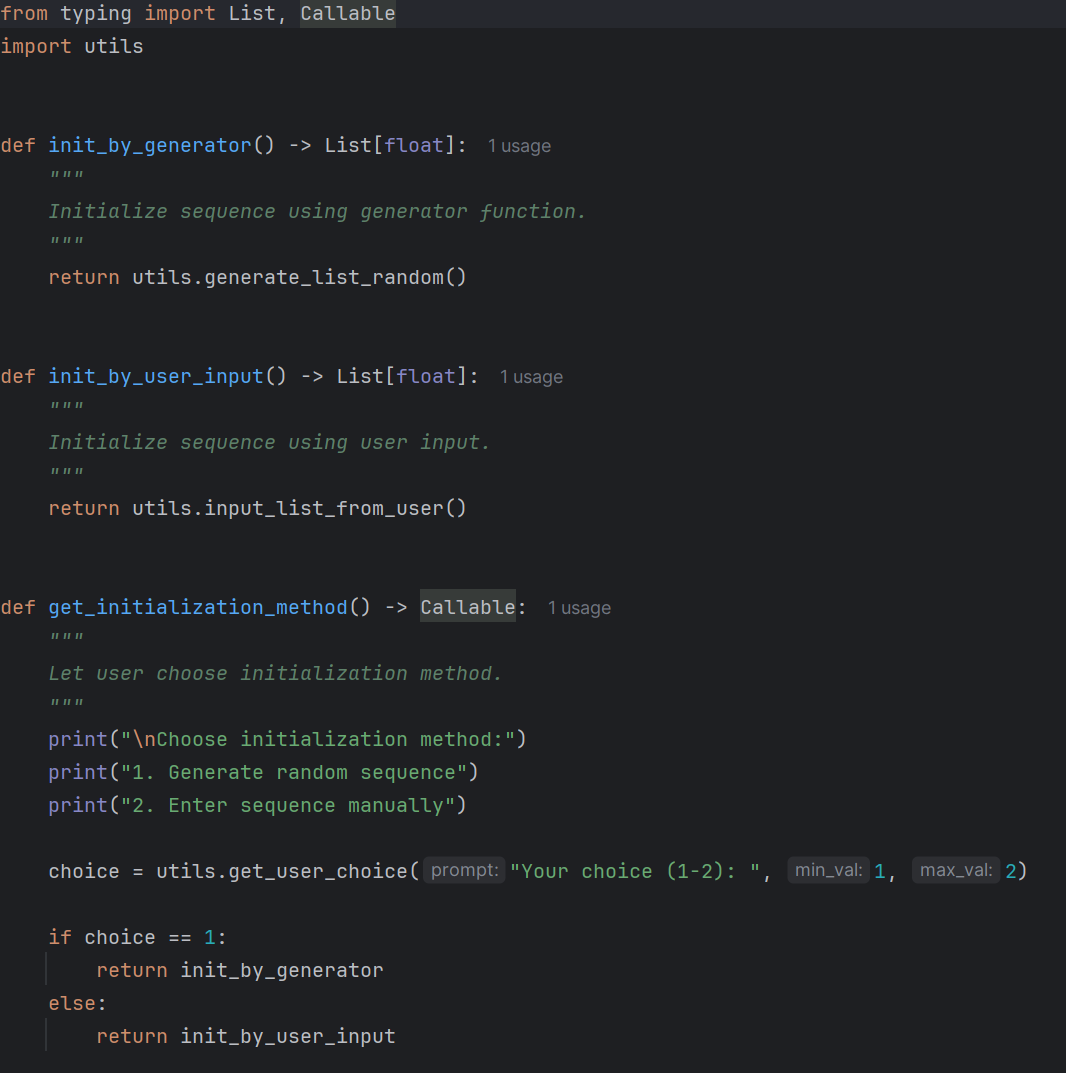 from typing import List, Callable
import utils
def init_by_generator() -> List[float]: 1 usage
"""
Initialize sequence using generator function.
"""
return utils.generate_list_random()
def init_by_user_input() -> List[float]: 1 usage
"""
Initialize sequence using user input.
"""
return utils.input_list_from_user()
def get_initialization_method() -> Callable: 1 usage
"""
Let user choose initialization method.
"""
print("\nChoose initialization method:")
print("1. Generate random sequence")
print("2. Enter sequence manually")
choice = utils.get_user_choice( prompt: "Your choice (1-2): ", min_val: 1, max_val: 2)
if choice == 1:
return init_by_generator
else:
return init_by_user_input